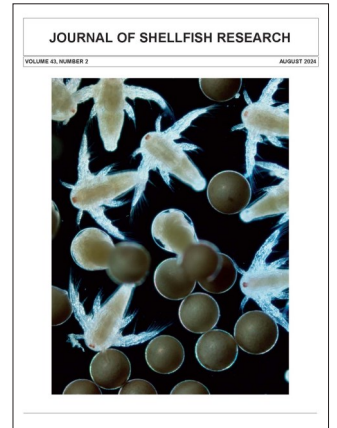 JOURNAL OF SHELLFISH RESEARCH
VOLUME 43, NUMBER 2
AUGUST 2024